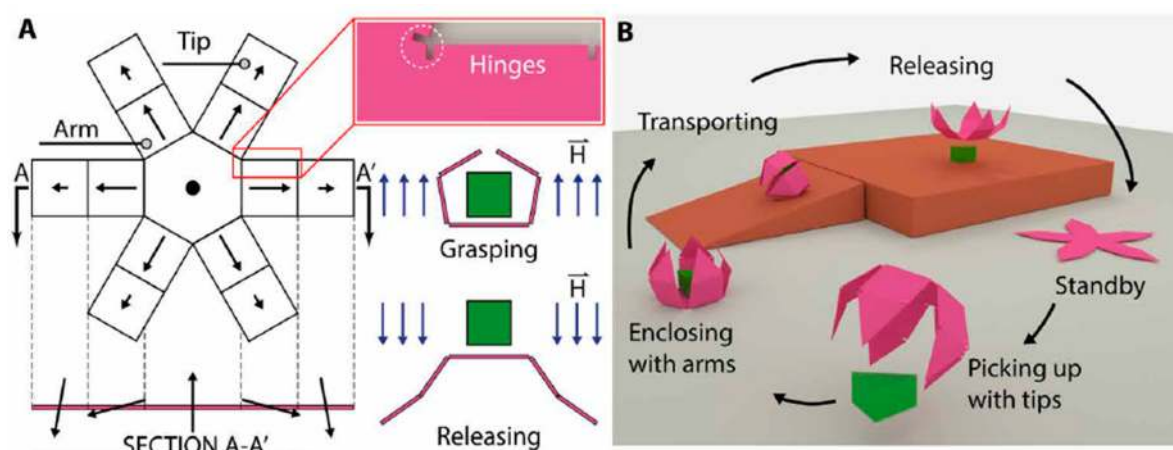 A
Tip
Arm
A
A'
Hinges
H
Grasping
H
Releasing
SECTION A-A'
B
Releasing
Transporting
Standby
Enclosing
with arms
Picking up
with tips